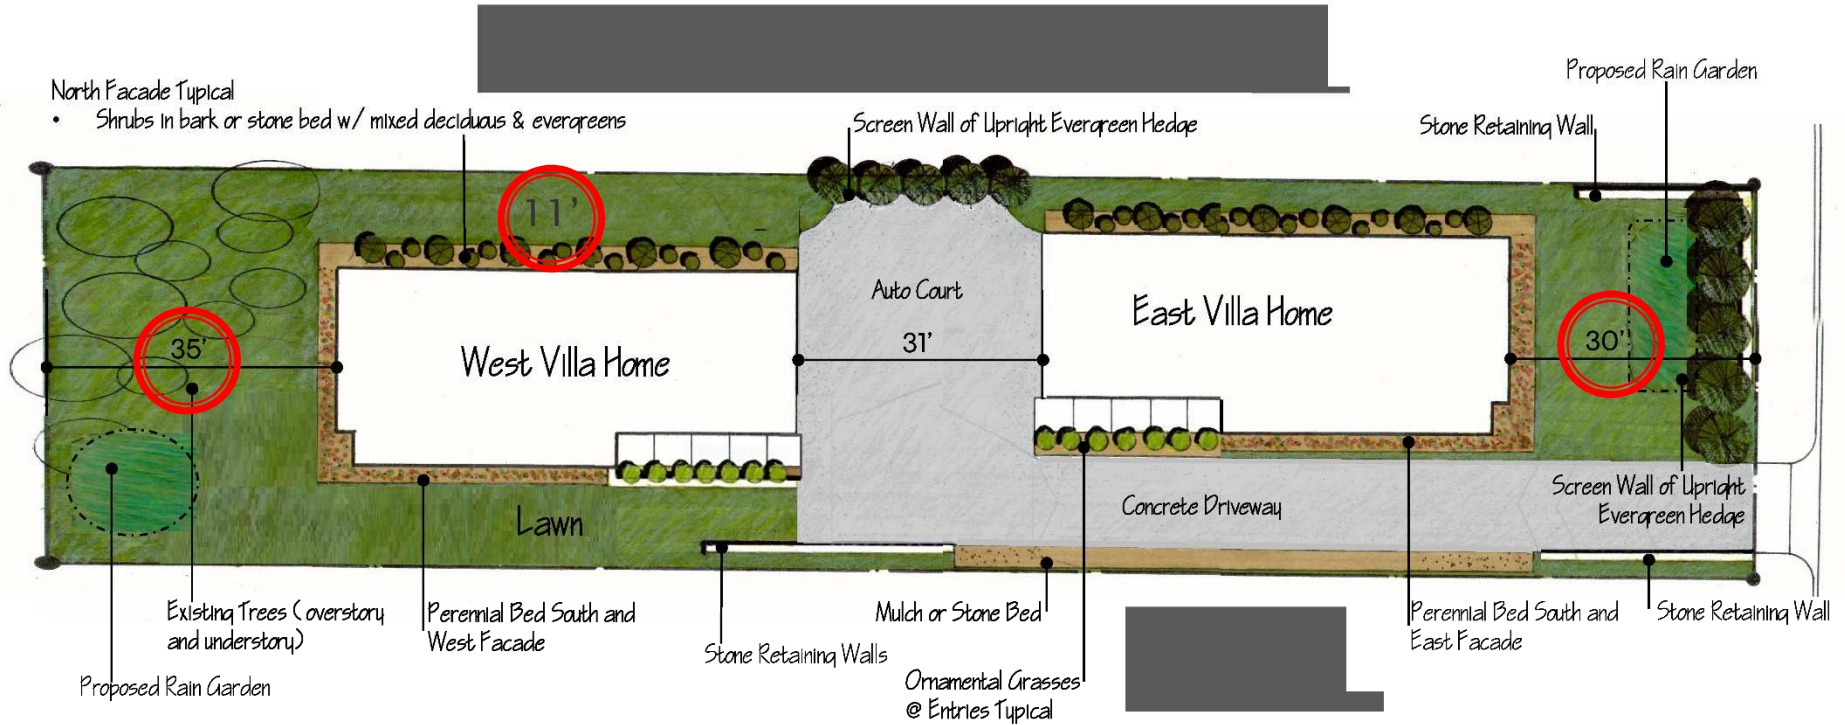 Proposed Rain Garden
North Facade Typical
• Shrubs in bark or stone bed w/ mixed deciduous & evergreens
Screen Wall of Upright Evergreen Hedge
Stone Retaining Wall
11'
Auto Court
East Villa Home
35'
West Villa Home
31'
30'
Screen Wall of Upright
Evergreen Hedge
Concrete Driveway
Lawn
Existing Trees ( overstory
and understory)
Perennial Bed South and
West Facade
Stone Retaining Walls
Mulch or Stone Bed
Perennial Bed South and
East Facade
Stone Retaining Wall
Proposed Rain Garden
Ornamental Grasses
@ Entries Typical